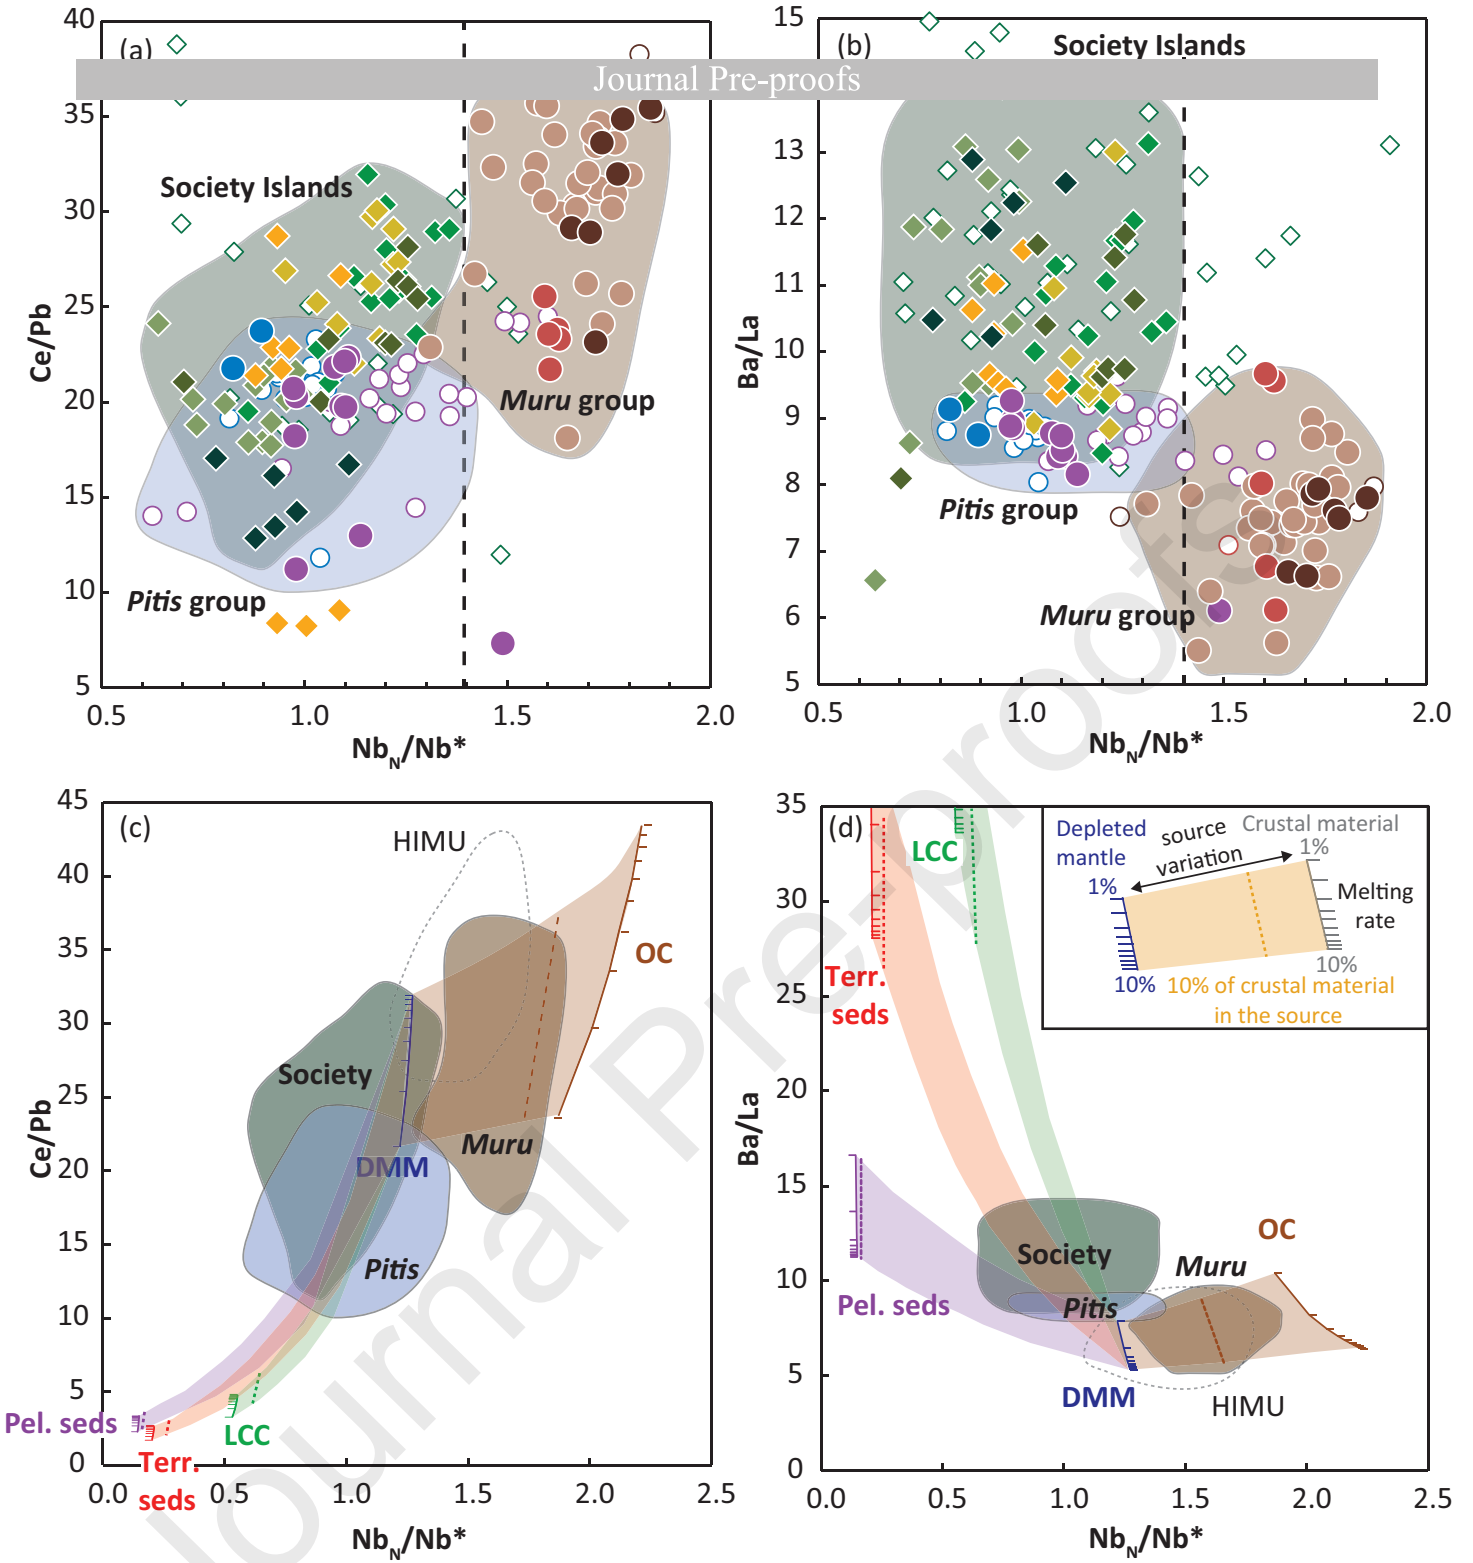 (a)
40
35
30
25
20
15
10
5
0.5
1.0
1.5
2.0
Ce/Pb
NbN/Nb*
Society Islands
Muru group
Pitis group
Journal Pre-proofs
(b)
15
13
12
11
10
9
8
7
6
5
0.5
1.0
1.5
2.0
Ba/La
NbN/Nb*
Society Islands
Pitis group
Muru group
(c)
45
40
35
30
25
20
15
10
5
0
0.0
0.5
1.0
1.5
2.0
2.5
Ce/Pb
NbN/Nb*
HIMU
OC
Society
Muru
DMM
Pitis
Pel. seds
LCC
Terr.
seds
(d)
35
30
25
20
15
10
5
0
0.0
0.5
1.0
1.5
2.0
2.5
Ba/La
NbN/Nb*
LCC
Terr.
seds
Pel. seds
Society
Pitis
Muru
OC
DMM
HIMU
Depleted
mantle
source
variation
Crustal material
1%
1%
Melting
rate
10%
10%
10% of crustal material
in the source
Journal Pre-proofs